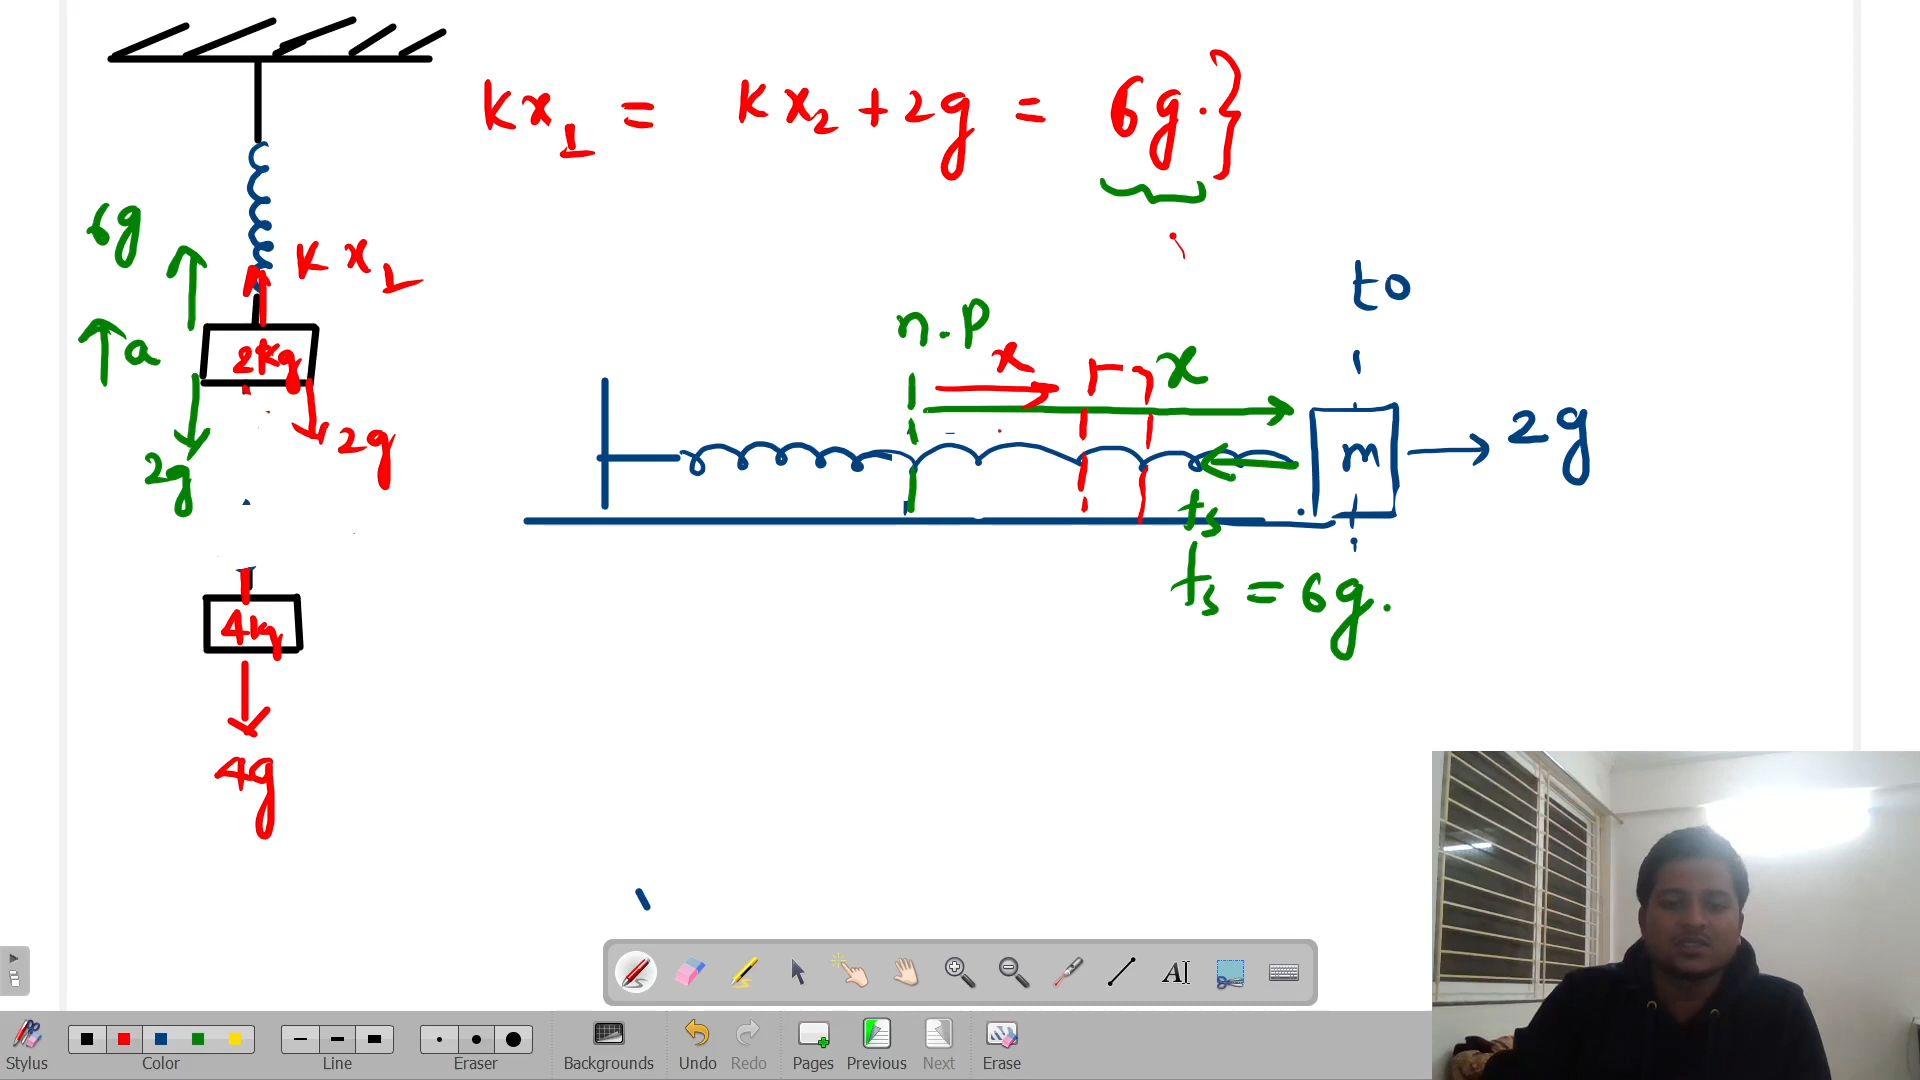 kx1 = kx2 + 2g = 6g. }
6g
kx1
a
2kg
2g
2g
4kg
4g
to
n.p
x
x
m
2g
fs
fs = 6g.
Stylus
Color
Line
Eraser
Backgrounds
Undo
Redo
Pages
Previous
Next
Erase